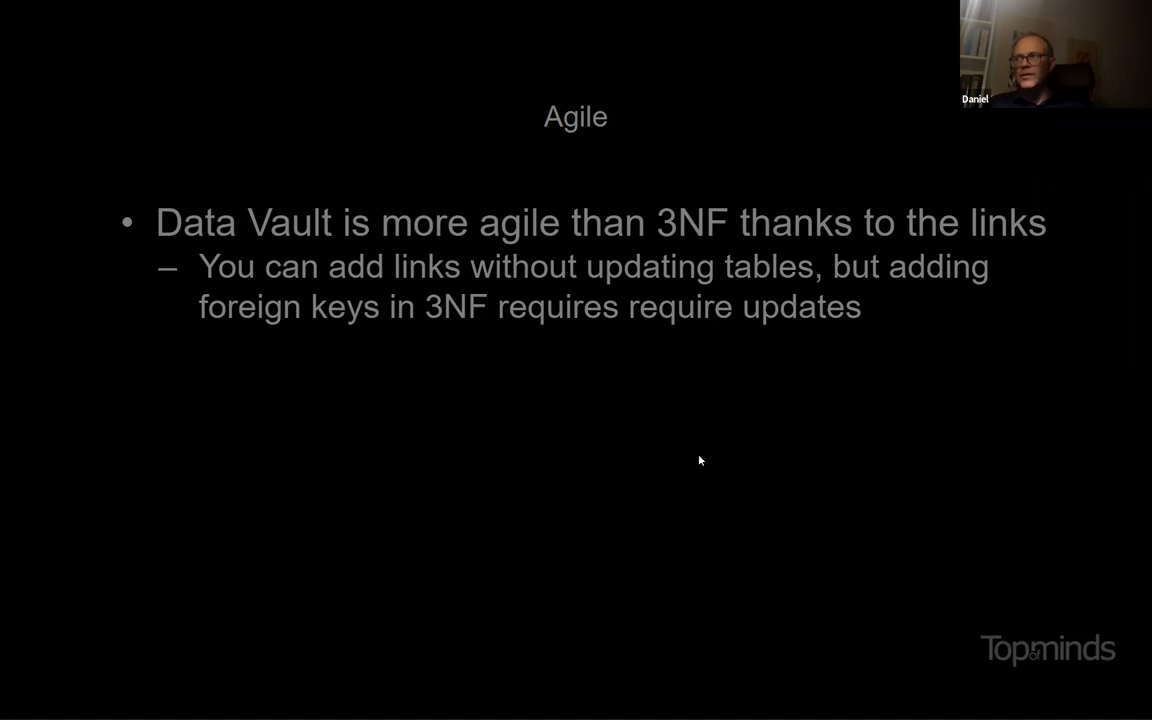 Daniel
Agile
• Data Vault is more agile than 3NF thanks to the links
– You can add links without updating tables, but adding
foreign keys in 3NF requires require updates
Topofminds